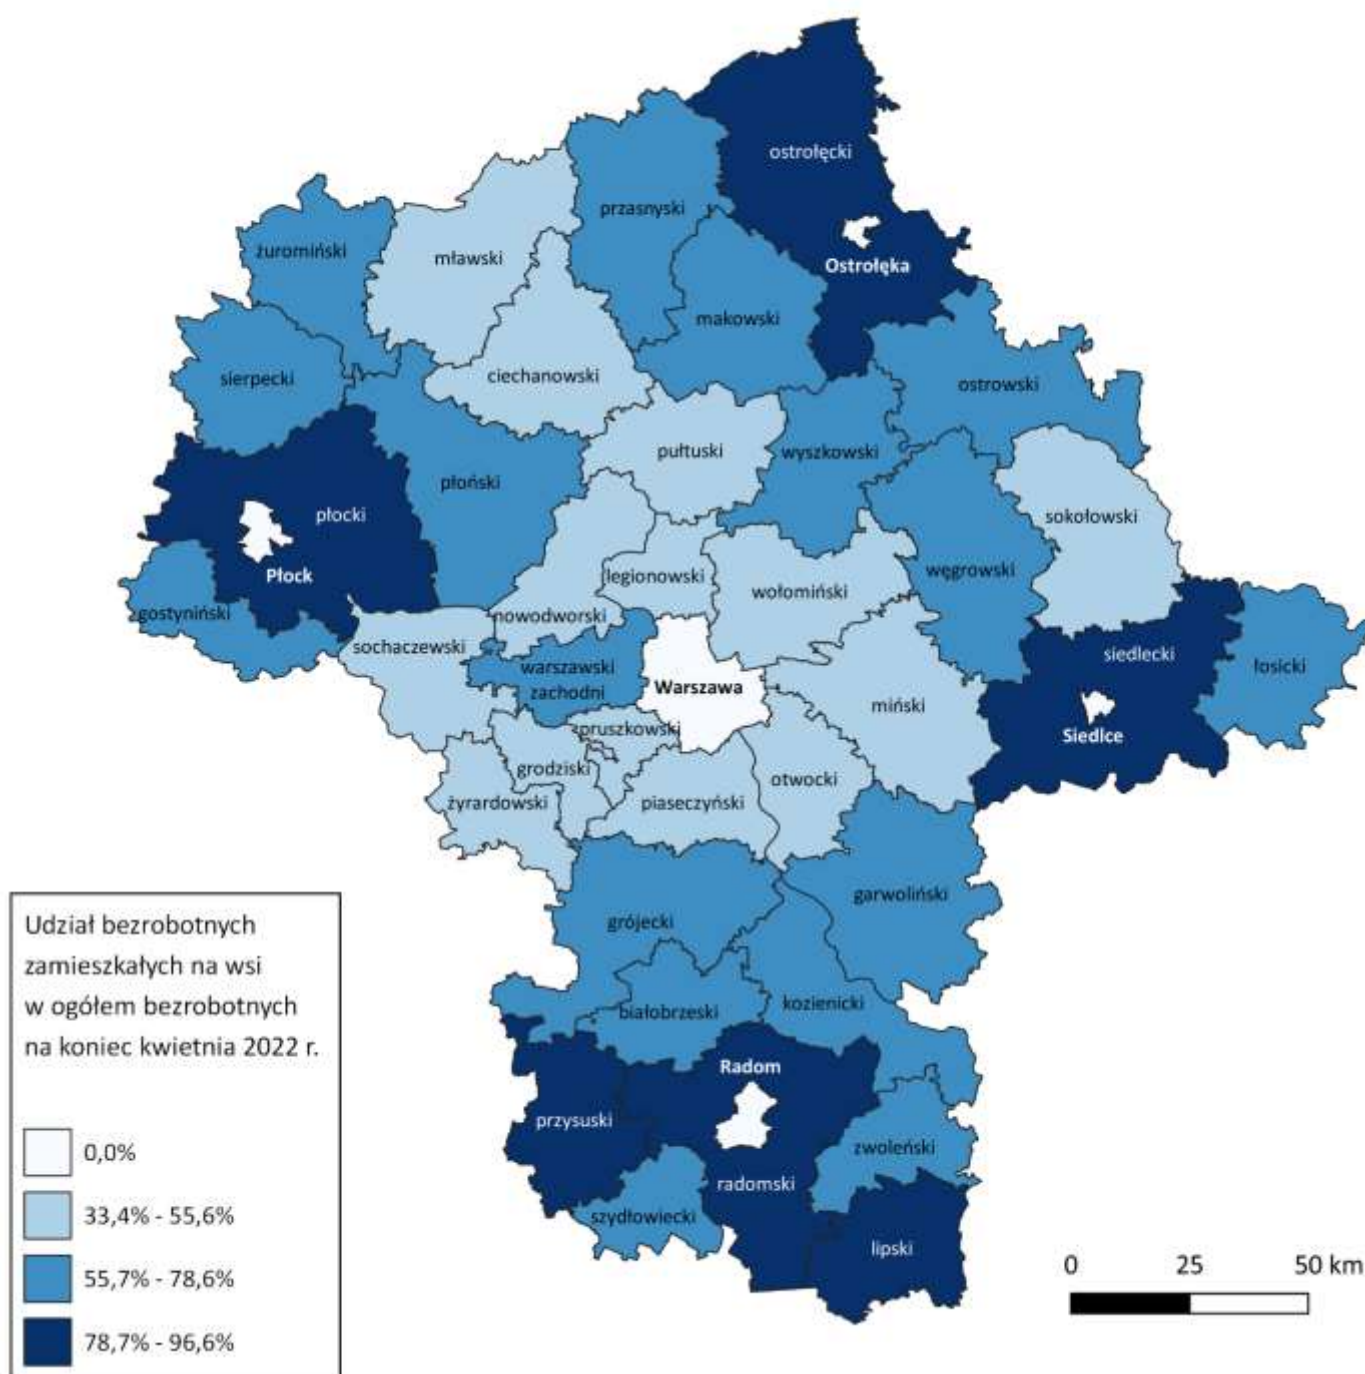 ostrołęcki
przasnyski
żuromiński
mławski
Ostrołęka
makowski
ciechanowski
sierpecki
ostrowski
pułtuski
wyszkowski
płoński
płocki
sokołowski
Płock
legionowski
węgrowski
wołomiński
gostyniński
nowodworski
sochaczewski
siedlecki
łosicki
warszawski
zachodni
Warszawa
miński
Siedlce
pruszkowski
grodziski
otwocki
żyrardowski
piaseczyński
garwoliński
grójecki
kozienicki
białobrzeski
Radom
przysuski
zwoleński
radomski
szydłowiecki
lipski
Udział bezrobotnych
zamieszkałych na wsi
w ogółem bezrobotnych
na koniec kwietnia 2022 r.
0,0%
33,4% - 55,6%
55,7% - 78,6%
78,7% - 96,6%
0 25 50 km